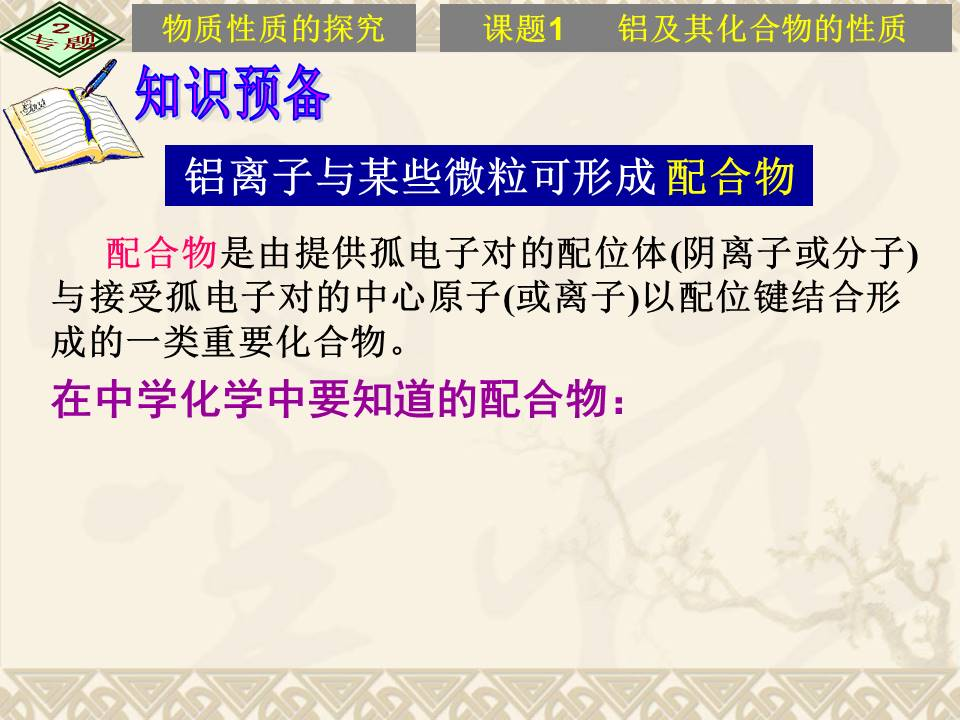 2
专题
物质性质的探究
课题1 铝及其化合物的性质
知识预备
铝离子与某些微粒可形成 配合物
配合物是由提供孤电子对的配位体(阴离子或分子)
与接受孤电子对的中心原子(或离子)以配位键结合形
成的一类重要化合物。
在中学化学中要知道的配合物：